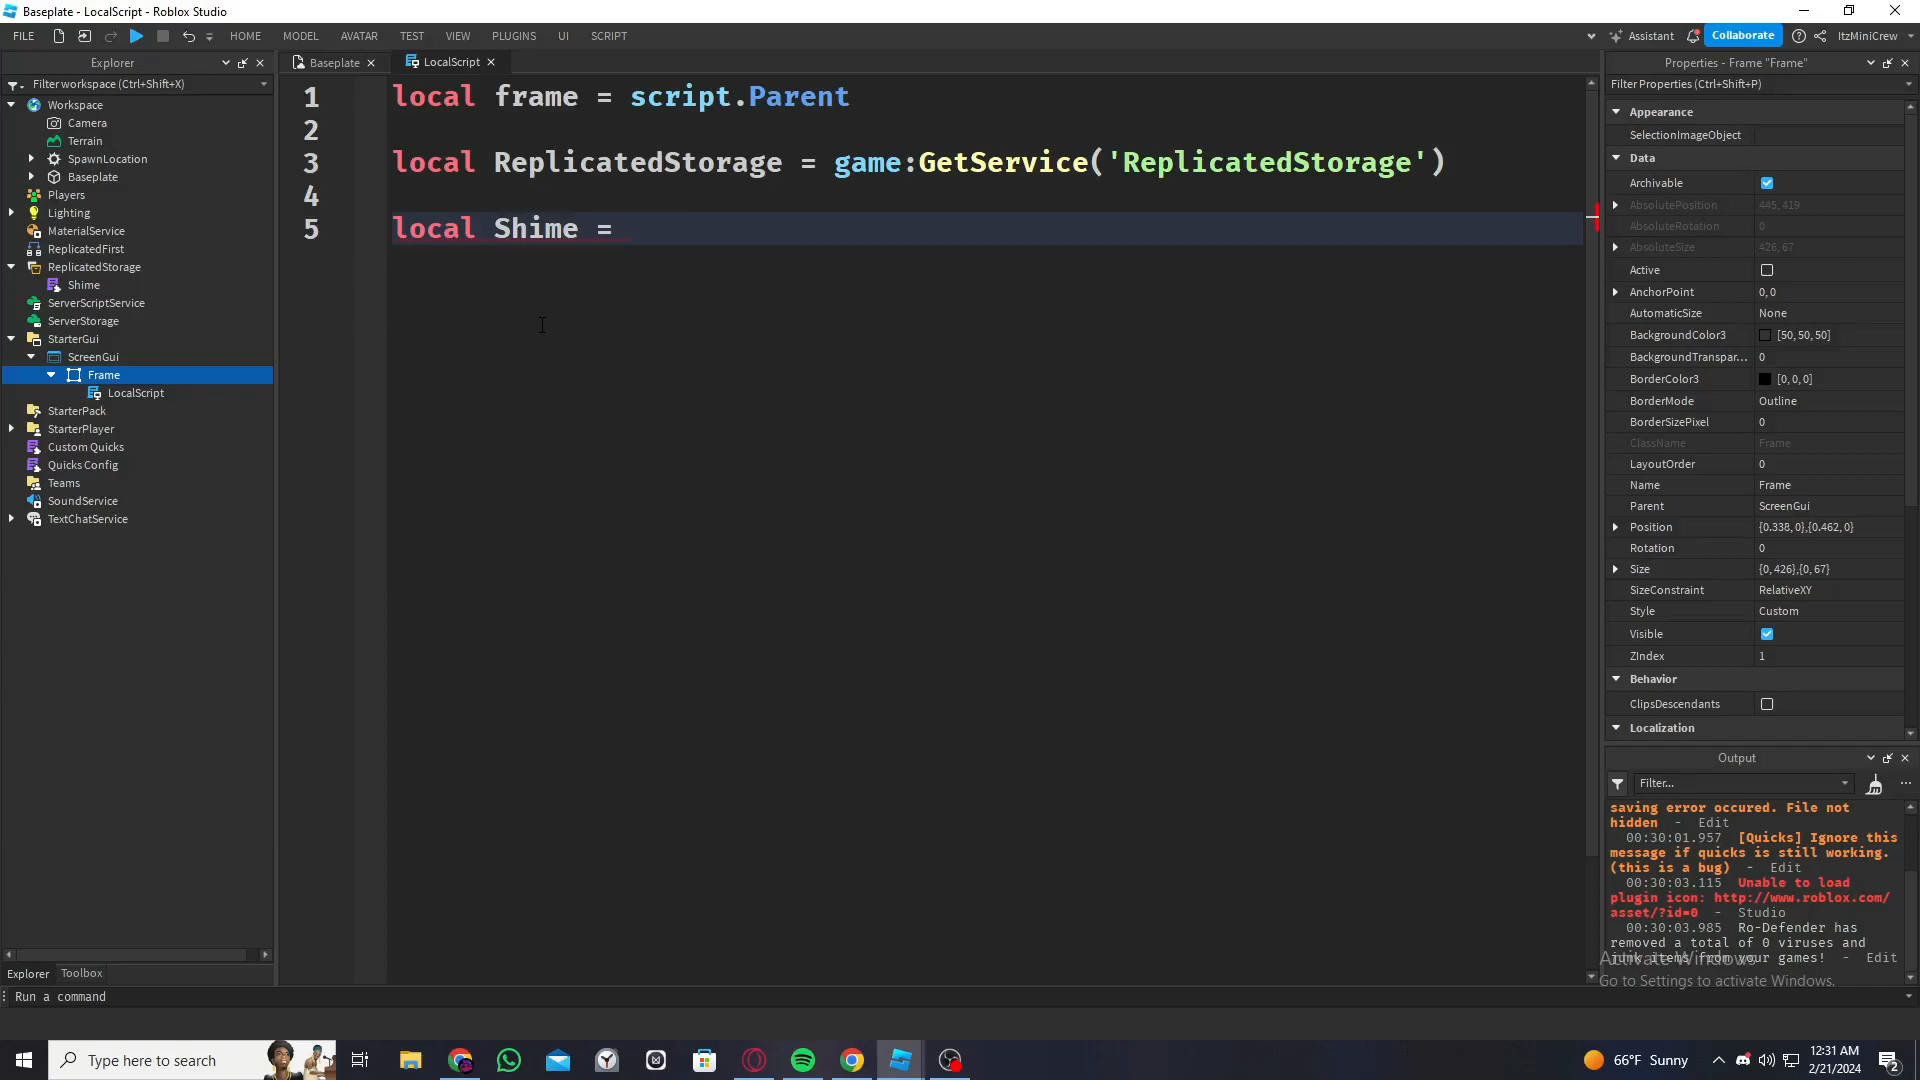 Baseplate - LocalScript - Roblox Studio
FILE HOME MODEL AVATAR TEST VIEW PLUGINS UI SCRIPT Assistant Collaborate ItzMiniCrew
Explorer
Filter workspace (Ctrl+Shift+X)
Workspace
Camera
Terrain
SpawnLocation
Baseplate
Players
Lighting
MaterialService
ReplicatedFirst
ReplicatedStorage
Shime
ServerScriptService
ServerStorage
StarterGui
ScreenGui
Frame
LocalScript
StarterPack
StarterPlayer
Custom Quicks
Quicks Config
Teams
SoundService
TextChatService
Explorer Toolbox
Run a command
Baseplate LocalScript
1 local frame = script.Parent
2
3 local ReplicatedStorage = game:GetService('ReplicatedStorage')
4
5 local Shime =
Properties - Frame "Frame"
Filter Properties (Ctrl+Shift+P)
Appearance
SelectionImageObject
Data
Archivable
AbsolutePosition 445, 419
AbsoluteRotation 0
AbsoluteSize 426, 67
Active
AnchorPoint 0, 0
AutomaticSize None
BackgroundColor3 [50, 50, 50]
BackgroundTranspar... 0
BorderColor3 [0, 0, 0]
BorderMode Outline
BorderSizePixel 0
ClassName Frame
LayoutOrder 0
Name Frame
Parent ScreenGui
Position {0.338, 0},{0.462, 0}
Rotation 0
Size {0, 426},{0, 67}
SizeConstraint RelativeXY
Style Custom
Visible
ZIndex 1
Behavior
ClipsDescendants
Localization
Output
Filter...
saving error occured. File not
hidden - Edit
00:30:01.957 [Quicks] Ignore this
message if quicks is still working.
(this is a bug) - Edit
00:30:03.115 Unable to load
plugin icon: http://www.roblox.com/
asset/?id=0 - Studio
00:30:03.985 Ro-Defender has
removed a total of 0 viruses and
junk items from your games! - Edit
Activate Windows
Go to Settings to activate Windows.
Type here to search
66°F Sunny
12:31 AM
2/21/2024
2